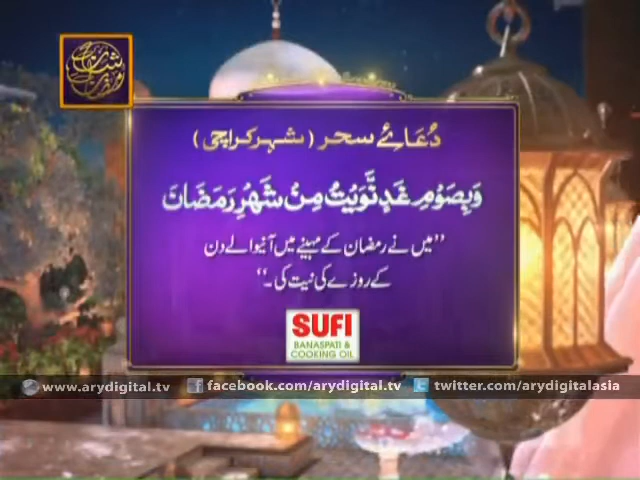 دُعَائے سحر ( شہر کراچی )
وَبِصَوْمِ غَدٍ نَّوَيْتُ مِنْ شَهْرِ رَمَضَانَ
”میں نے رمضان کے مہینے میں آنیوالے دن
کے روزے کی نیت کی۔“
SUFI
BANASPATI &
COOKING OIL
www.arydigital.tv facebook.com/arydigital.tv twitter.com/arydigitalasia